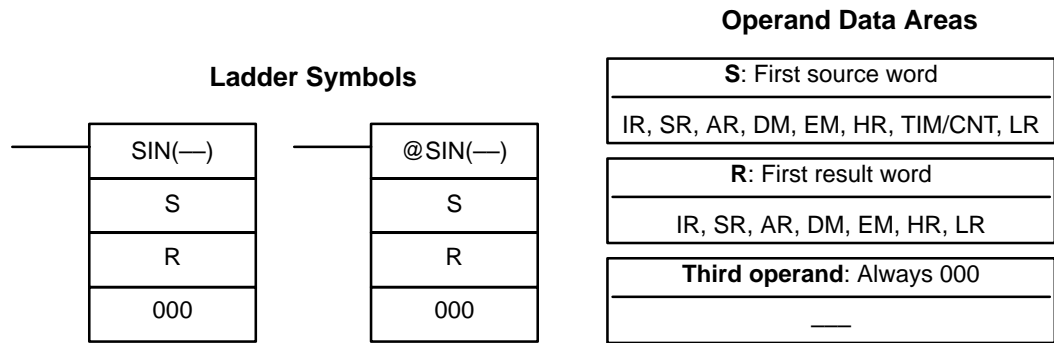 Ladder Symbols
SIN(––)
S
R
000
@SIN(––)
S
R
000
Operand Data Areas
S: First source word
IR, SR, AR, DM, EM, HR, TIM/CNT, LR
R: First result word
IR, SR, AR, DM, EM, HR, LR
Third operand: Always 000
––